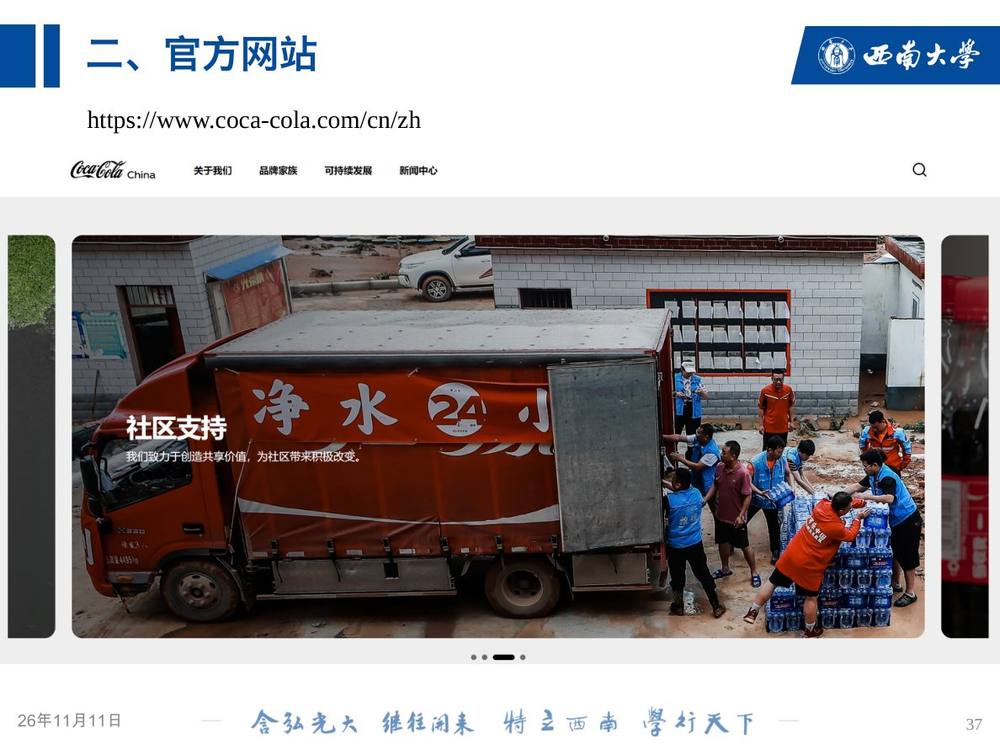 二、官方网站
西南大学
https://www.coca-cola.com/cn/zh
Coca-Cola China
关于我们 品牌家族 可持续发展 新闻中心
净水24小
社区支持
我们致力于创造共享价值，为社区带来积极改变。
26年11月11日
含弘光大 继往开来 特立西南 学行天下
37